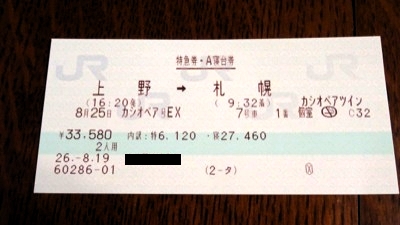 特急券・A寝台券
上野 → 札幌
(16:20発) (9:32着) カシオペアツイン
8月25日 カシオペアEX 7号車 1番 個室 C32
¥33,580 内訳:特6,120・寝27,460
2人用
26.-8.19
60286-01 (2-タ)